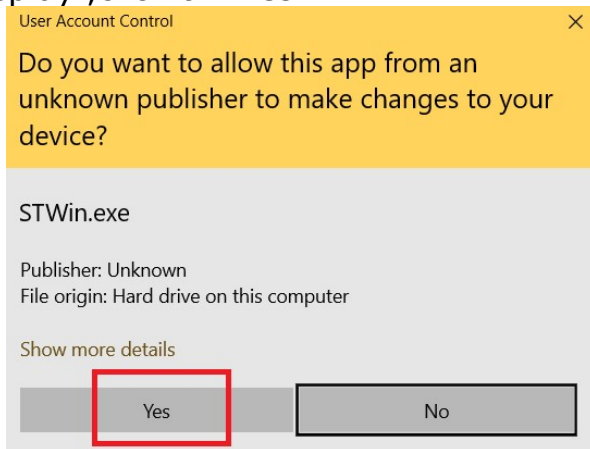 User Account Control
Do you want to allow this app from an
unknown publisher to make changes to your
device?
STWin.exe
Publisher: Unknown
File origin: Hard drive on this computer
Show more details
Yes No